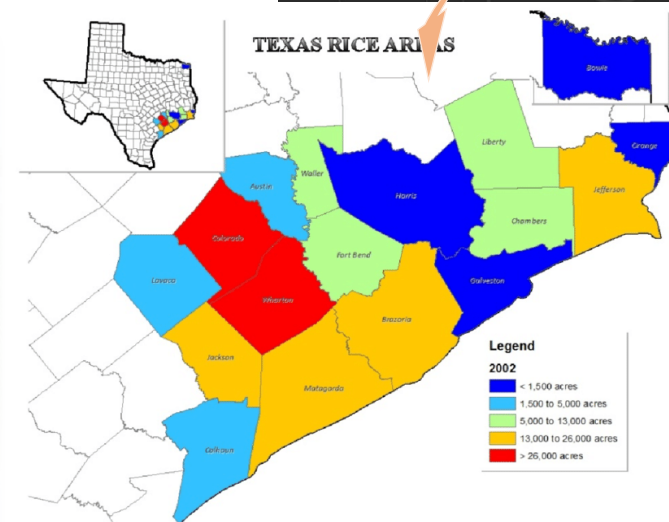 TEXAS RICE AREAS
Bowie
Orange
Liberty
Waller
Jefferson
Austin
Harris
Chambers
Colorado
Fort Bend
Lavaca
Galveston
Wharton
Brazoria
Jackson
Matagorda
Calhoun
Legend
2002
< 1,500 acres
1,500 to 5,000 acres
5,000 to 13,000 acres
13,000 to 26,000 acres
> 26,000 acres